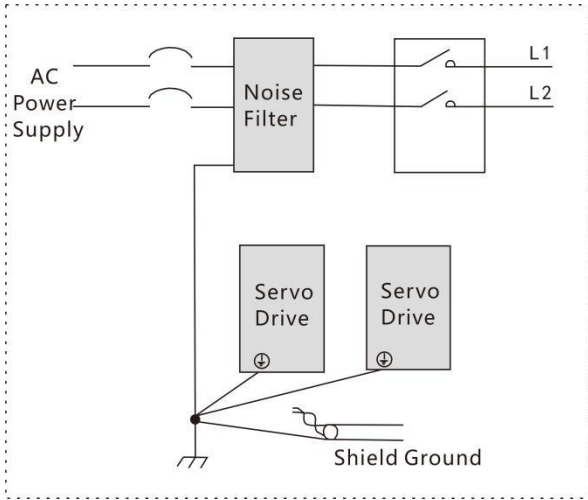 AC
Power
Supply
Noise
Filter
L1
L2
Servo
Drive
Servo
Drive
Shield Ground